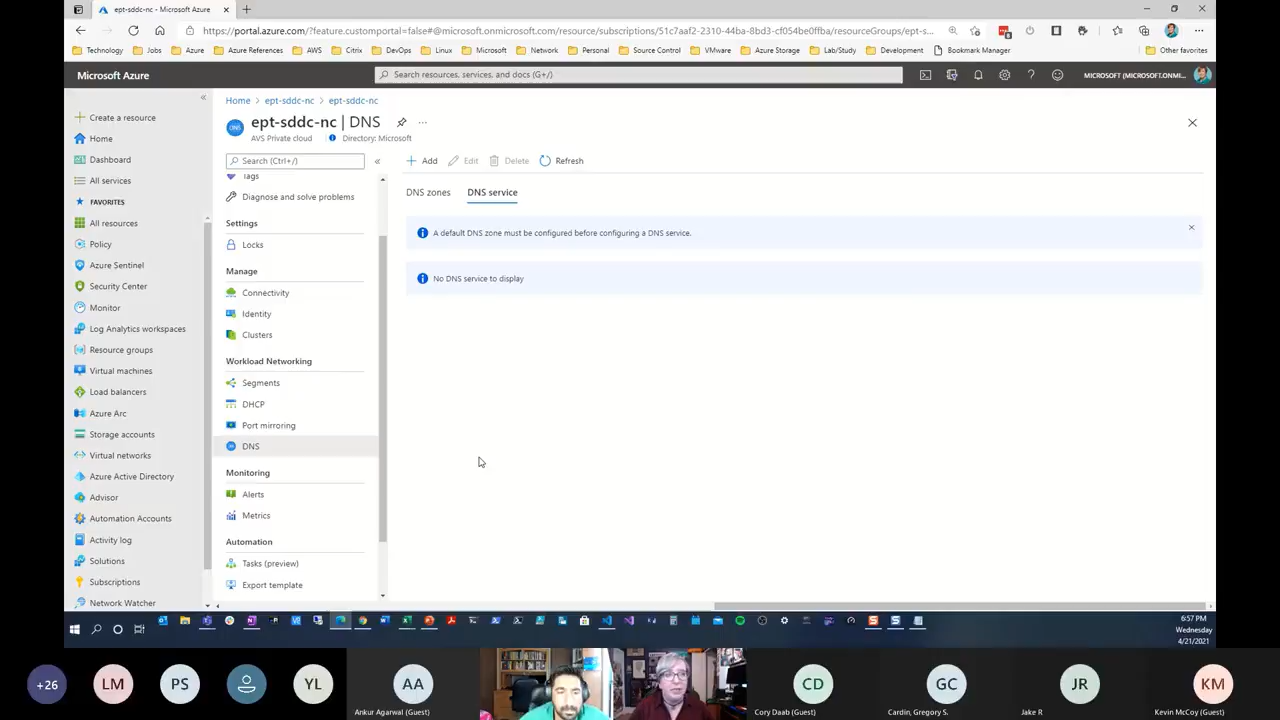 ept-sddc-nc - Microsoft Azure
https://portal.azure.com/?feature.customportal=false#@microsoft.onmicrosoft.com/resource/subscriptions/51c7aaf2-2310-44ba-8bd3-cf054be0ffba/resourceGroups/ept-s...
Technology Jobs Azure Azure References AWS Citrix DevOps Linux Microsoft Network Personal Source Control VMware Azure Storage Lab/Study Development Bookmark Manager Other favorites
Microsoft Azure
Search resources, services, and docs (G+/)
MICROSOFT (MICROSOFT.ONMI...
Create a resource
Home
Dashboard
All services
FAVORITES
All resources
Policy
Azure Sentinel
Security Center
Monitor
Log Analytics workspaces
Resource groups
Virtual machines
Load balancers
Azure Arc
Storage accounts
Virtual networks
Azure Active Directory
Advisor
Automation Accounts
Activity log
Solutions
Subscriptions
Network Watcher
Home > ept-sddc-nc > ept-sddc-nc
DNS
ept-sddc-nc | DNS ...
AVS Private cloud
Directory: Microsoft
Search (Ctrl+/)
Tags
Diagnose and solve problems
Settings
Locks
Manage
Connectivity
Identity
Clusters
Workload Networking
Segments
DHCP
Port mirroring
DNS
Monitoring
Alerts
Metrics
Automation
Tasks (preview)
Export template
Add Edit Delete Refresh
DNS zones DNS service
A default DNS zone must be configured before configuring a DNS service.
No DNS service to display
6:57 PM
Wednesday
4/21/2021
+26
LM
PS
YL
AA
Ankur Agarwal (Guest)
CD
Cory Daab (Guest)
GC
Cardin, Gregory S.
JR
Jake R
KM
Kevin McCoy (Guest)